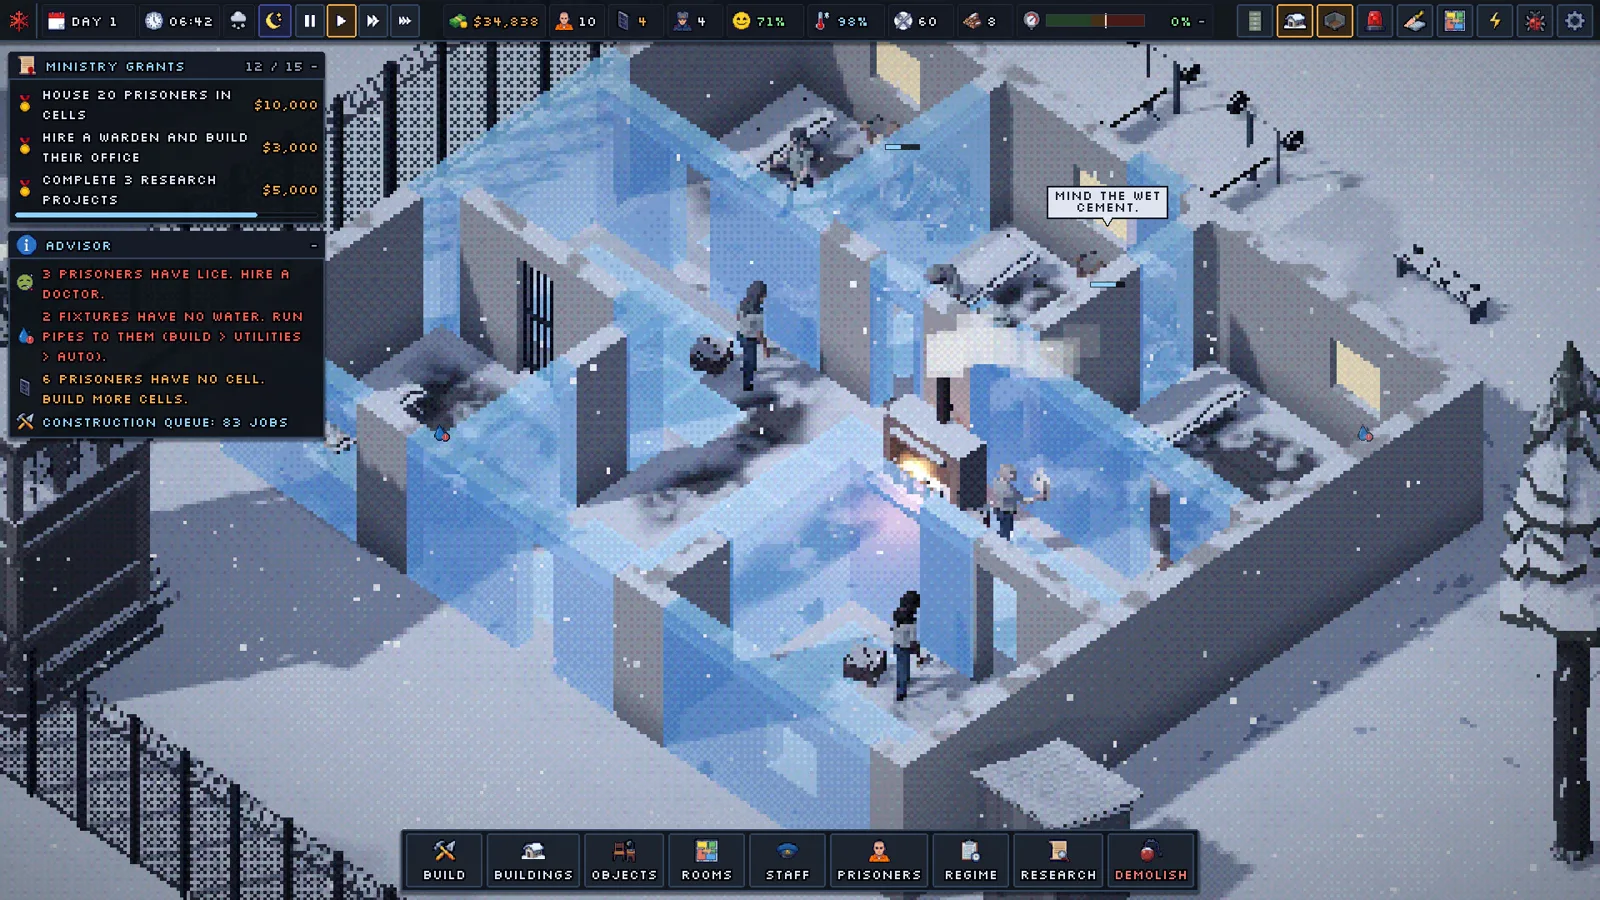 DAY 1
06:42
$34,838
10
4
4
71%
98%
60
8
0% -
MINISTRY GRANTS 12 / 15 -
HOUSE 20 PRISONERS IN
CELLS
$10,000
HIRE A WARDEN AND BUILD
THEIR OFFICE
$3,000
COMPLETE 3 RESEARCH
PROJECTS
$5,000
ADVISOR -
3 PRISONERS HAVE LICE. HIRE A
DOCTOR.
2 FIXTURES HAVE NO WATER. RUN
PIPES TO THEM (BUILD > UTILITIES
> AUTO).
6 PRISONERS HAVE NO CELL.
BUILD MORE CELLS.
CONSTRUCTION QUEUE: 83 JOBS
MIND THE WET
CEMENT.
BUILD
BUILDINGS
OBJECTS
ROOMS
STAFF
PRISONERS
REGIME
RESEARCH
DEMOLISH